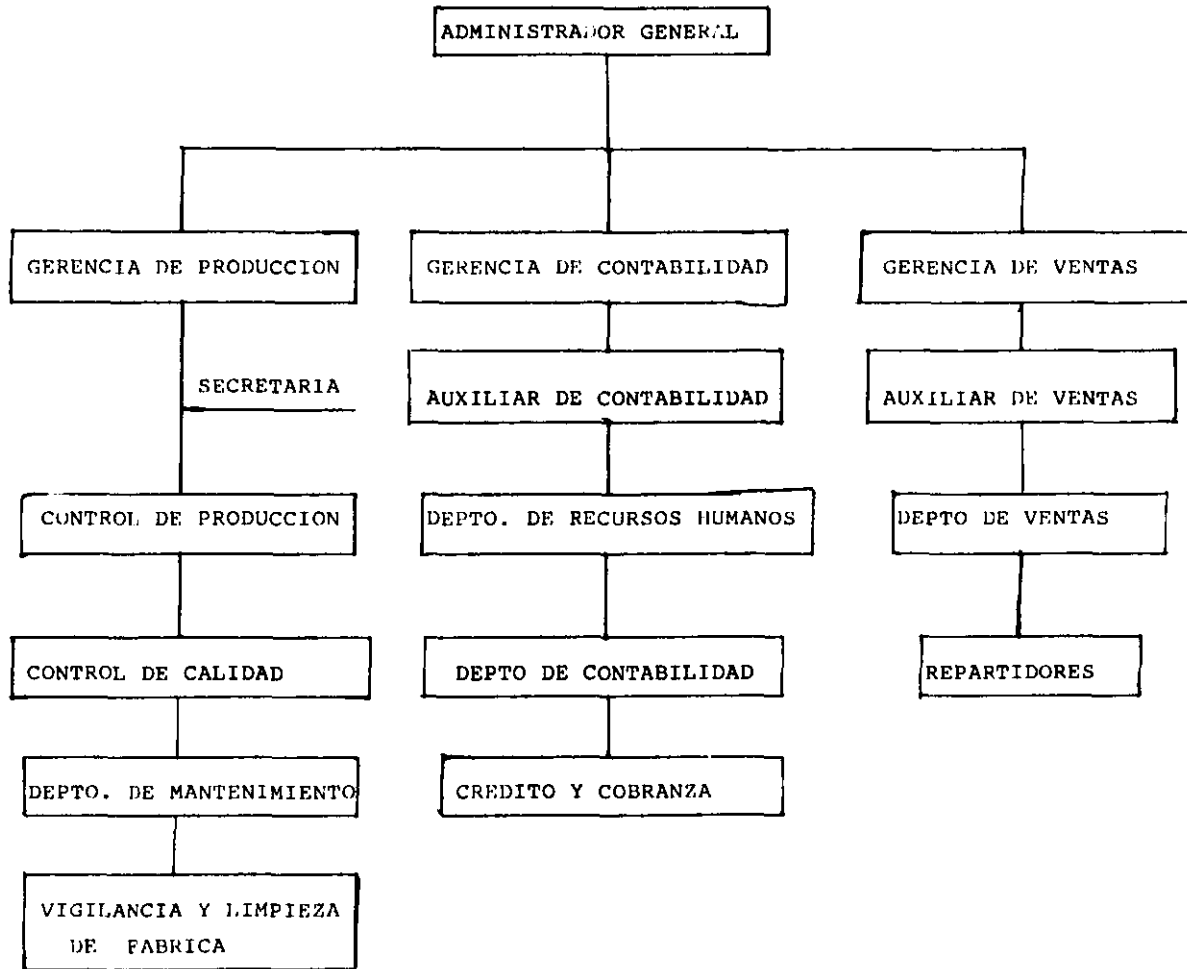 ADMINISTRADOR GENERAL
GERENCIA DE PRODUCCION
GERENCIA DE CONTABILIDAD
GERENCIA DE VENTAS
SECRETARIA
AUXILIAR DE CONTABILIDAD
AUXILIAR DE VENTAS
CONTROL DE PRODUCCION
DEPTO. DE RECURSOS HUMANOS
DEPTO DE VENTAS
CONTROL DE CALIDAD
DEPTO DE CONTABILIDAD
REPARTIDORES
DEPTO. DE MANTENIMIENTO
CREDITO Y COBRANZA
VIGILANCIA Y LIMPIEZA
DE FABRICA